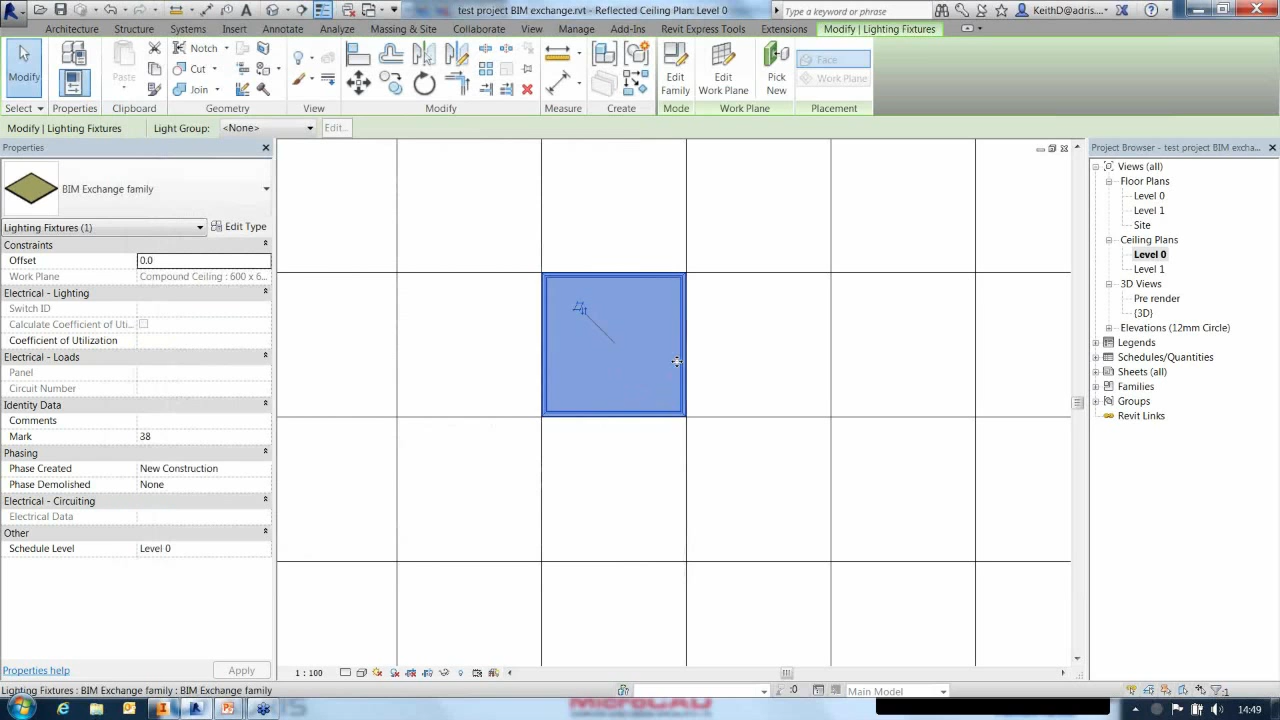 test project BIM exchange.rvt - Reflected Ceiling Plan: Level 0
Type a keyword or phrase
KeithD@adris....
Architecture Structure Systems Insert Annotate Analyze Massing & Site Collaborate View Manage Add-Ins Revit Express Tools Extensions Modify | Lighting Fixtures
Modify
Paste
Notch
Cut
Join
Edit Family
Edit Work Plane
Pick New
Face
Work Plane
Select Properties Clipboard Geometry View Modify Measure Create Mode Work Plane Placement
Modify | Lighting Fixtures Light Group: <None> Edit...
Properties
BIM Exchange family
Lighting Fixtures (1) Edit Type
Constraints
Offset 0.0
Work Plane Compound Ceiling : 600 x 6...
Electrical - Lighting
Switch ID
Calculate Coefficient of Uti...
Coefficient of Utilization
Electrical - Loads
Panel
Circuit Number
Identity Data
Comments
Mark 38
Phasing
Phase Created New Construction
Phase Demolished None
Electrical - Circuiting
Electrical Data
Other
Schedule Level Level 0
Properties help Apply
1 : 100
Project Browser - test project BIM excha...
Views (all)
Floor Plans
Level 0
Level 1
Site
Ceiling Plans
Level 0
Level 1
3D Views
Pre render
{3D}
Elevations (12mm Circle)
Legends
Schedules/Quantities
Sheets (all)
Families
Groups
Revit Links
Lighting Fixtures : BIM Exchange family : BIM Exchange family
:0
Main Model
:1
14:49